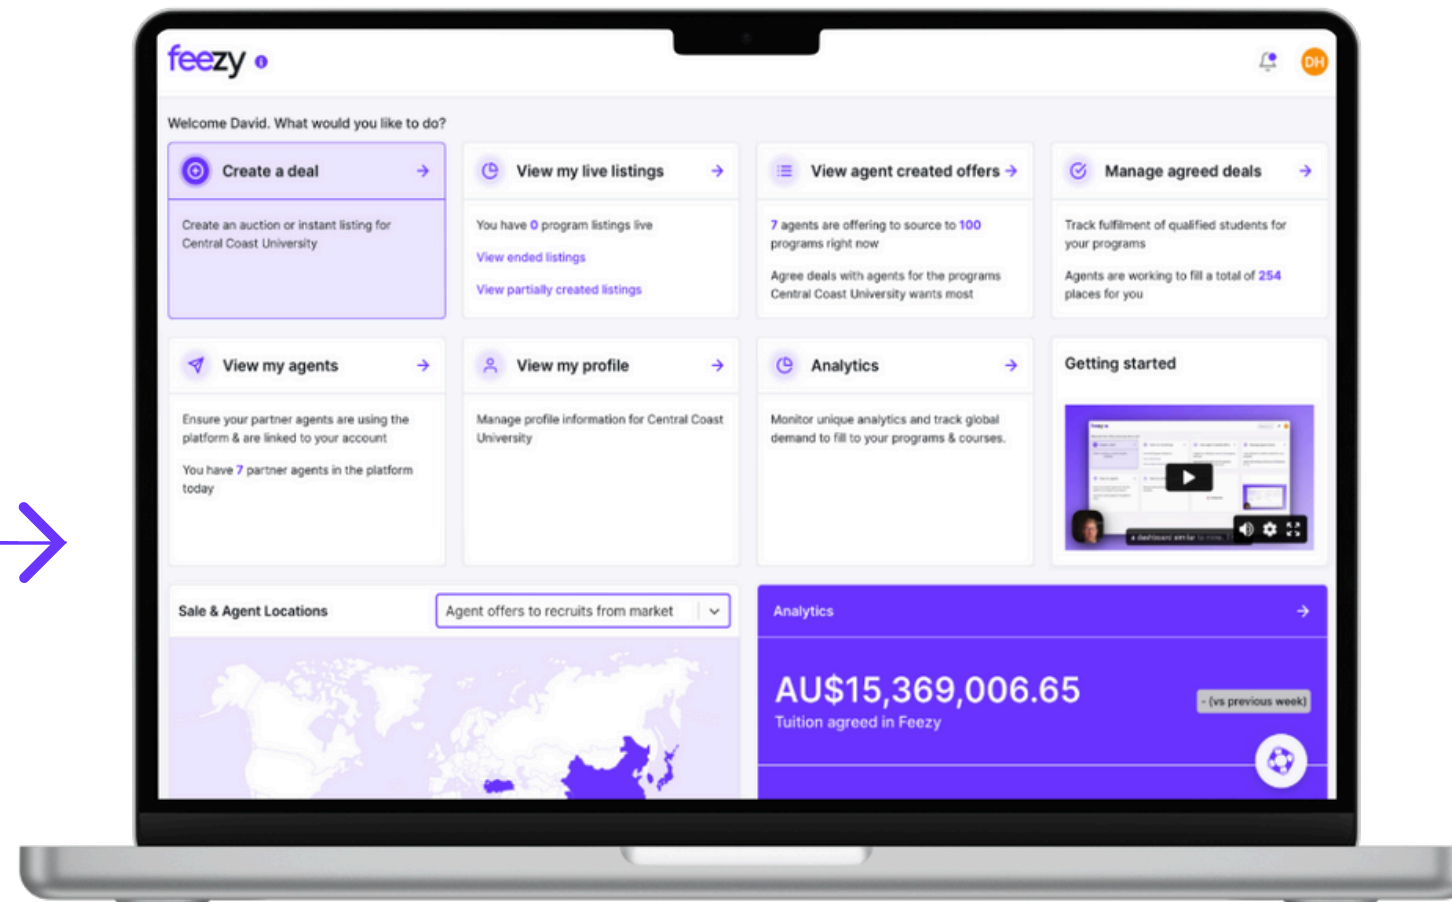 feezy
DH
Welcome David. What would you like to do?
Create a deal
Create an auction or instant listing for
Central Coast University
View my live listings
You have 0 program listings live
View ended listings
View partially created listings
View agent created offers
7 agents are offering to source to 100
programs right now
Agree deals with agents for the programs
Central Coast University wants most
Manage agreed deals
Track fulfilment of qualified students for
your programs
Agents are working to fill a total of 254
places for you
View my agents
Ensure your partner agents are using the
platform & are linked to your account
You have 7 partner agents in the platform
today
View my profile
Manage profile information for Central Coast
University
Analytics
Monitor unique analytics and track global
demand to fill to your programs & courses.
Getting started
feezy
a dashboard similar to mine.
Sale & Agent Locations
Agent offers to recruits from market
Analytics
AU$15,369,006.65
Tuition agreed in Feezy
- (vs previous week)